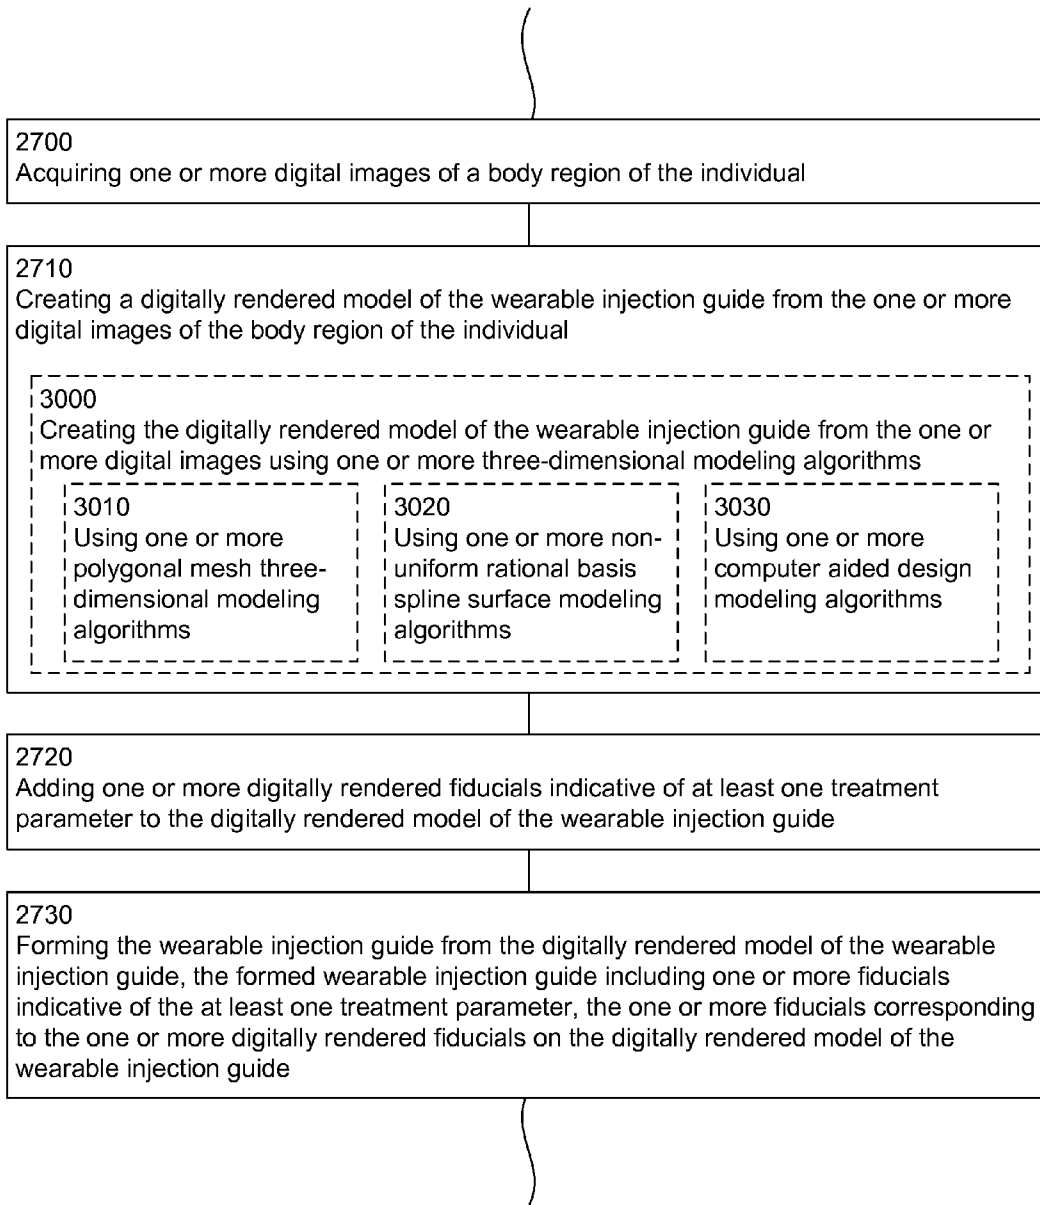 2700
Acquiring one or more digital images of a body region of the individual
2710
Creating a digitally rendered model of the wearable injection guide from the one or more
digital images of the body region of the individual
3000
Creating the digitally rendered model of the wearable injection guide from the one or
more digital images using one or more three-dimensional modeling algorithms
3010
Using one or more
polygonal mesh three-
dimensional modeling
algorithms
3020
Using one or more non-
uniform rational basis
spline surface modeling
algorithms
3030
Using one or more
computer aided design
modeling algorithms
2720
Adding one or more digitally rendered fiducials indicative of at least one treatment
parameter to the digitally rendered model of the wearable injection guide
2730
Forming the wearable injection guide from the digitally rendered model of the wearable
injection guide, the formed wearable injection guide including one or more fiducials
indicative of the at least one treatment parameter, the one or more fiducials corresponding
to the one or more digitally rendered fiducials on the digitally rendered model of the
wearable injection guide